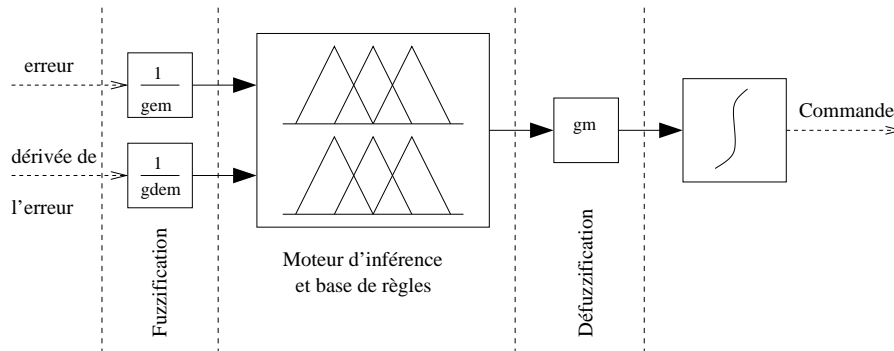 erreur
1
gem
dérivée de
l'erreur
1
gdem
Fuzzification
Moteur d'inférence
et base de règles
gm
Défuzzification
Commande